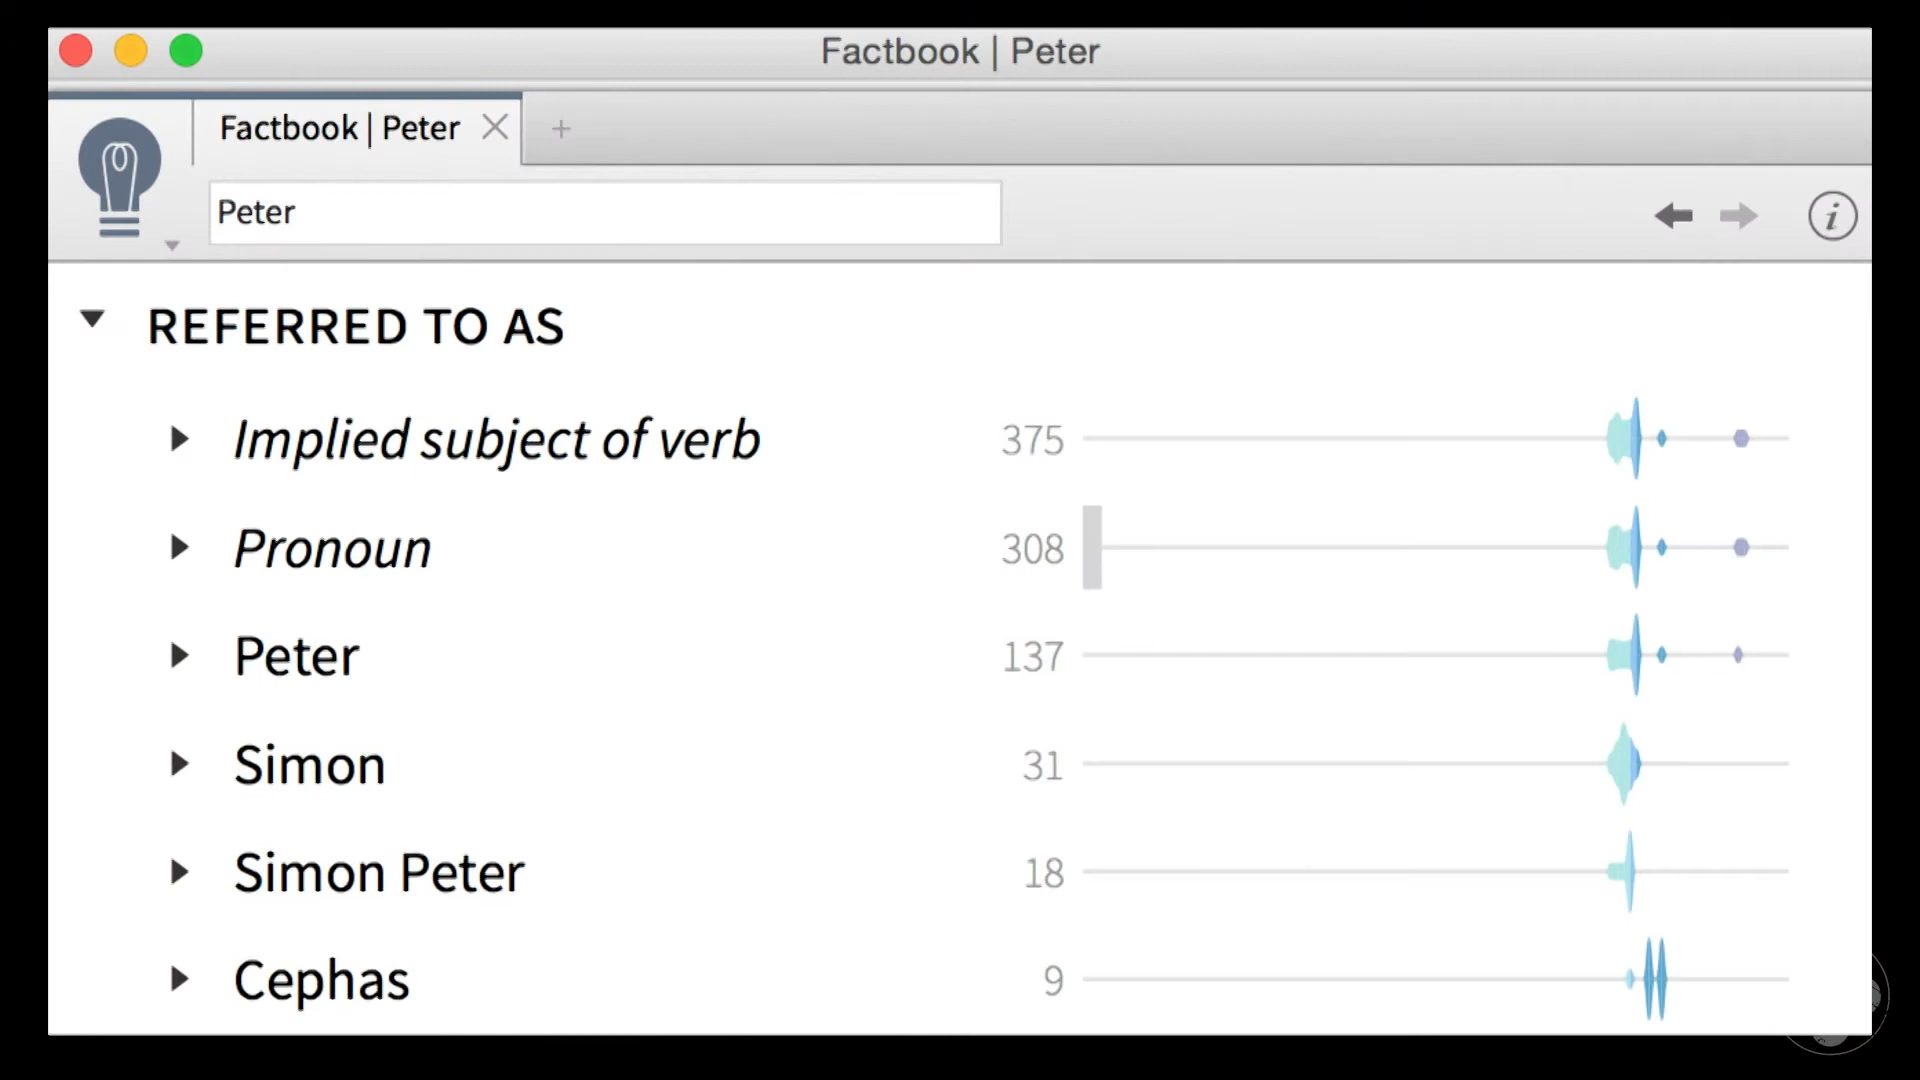 Factbook | Peter
Factbook | Peter
Peter
REFERRED TO AS
Implied subject of verb 375
Pronoun 308
Peter 137
Simon 31
Simon Peter 18
Cephas 9